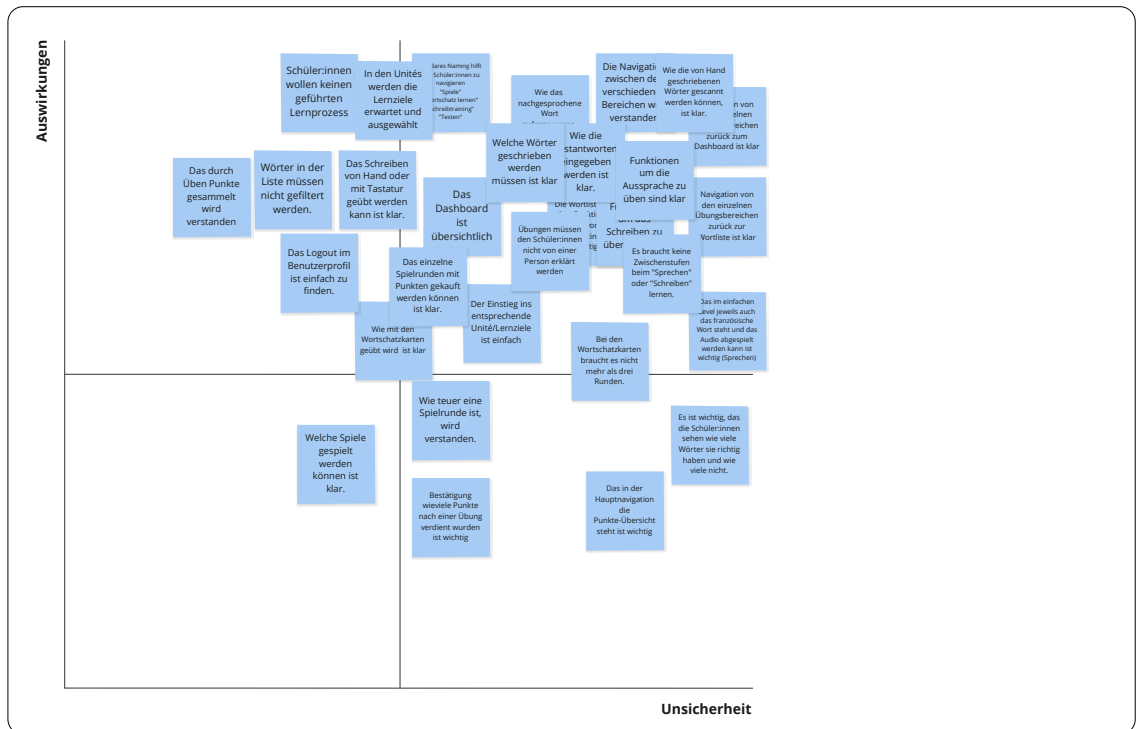 Auswirkungen
Schüler:innen
wollen keinen
geführten
Lernprozess
In den Unités
werden die
Lernziele
erwartet und
ausgewählt
Naming hilft
Schüler:innen zu
navigieren
"Spiele"
lernen"
"Testen"
Wie das
nachgesprochene
Wort
Die
zwischen
Bereichen
Wie die von Hand
geschriebenen
Wörter gescannt
werden können,
ist klar.
von
zurück zum
Dashboard ist klar
Das durch
Üben Punkte
gesammelt
wird
verstanden
Wörter in der
Liste müssen
nicht gefiltert
werden.
Das Schreiben
von Hand oder
mit Tastatur
geübt werden
kann ist klar.
Das
Dashboard
ist
übersichtlich
Welche Wörter
geschrieben
werden
müssen ist klar
Wie die
eingegeben
werden ist
klar.
Funktionen
um die
Aussprache zu
üben sind klar
Navigation von
den einzelnen
Übungsbereichen
zurück zur
Wortliste ist klar
Die
Schreiben zu
Übungen müssen
den Schüler:innen
nicht von einer
Person erklärt
werden
Es braucht keine
Zwischenstufen
beim "Sprechen"
oder "Schreiben"
lernen.
Das Logout im
Benutzerprofil
ist einfach zu
finden.
Das einzelne
Spielrunden mit
Punkten gekauft
werden können
ist klar.
Der Einstieg ins
entsprechende
Unité/Lernziele
ist einfach
Wie mit den
Wortschatzkarten
geübt wird ist klar
Das im einfachen
Level jeweils auch
das französische
Wort steht und das
Audio abgespielt
werden kann ist
wichtig (Sprechen)
Bei den
Wortschatzkarten
braucht es nicht
mehr als drei
Runden.
Wie teuer eine
Spielrunde ist,
wird
verstanden.
Welche Spiele
gespielt
werden
können ist
klar.
Es ist wichtig, das
die Schüler:innen
sehen wie viele
Wörter sie richtig
haben und wie
viele nicht.
Bestätigung
wieviele Punkte
nach einer Übung
verdient wurden
ist wichtig
Das in der
Hauptnavigation
die
Punkte-Übersicht
steht ist wichtig
Unsicherheit